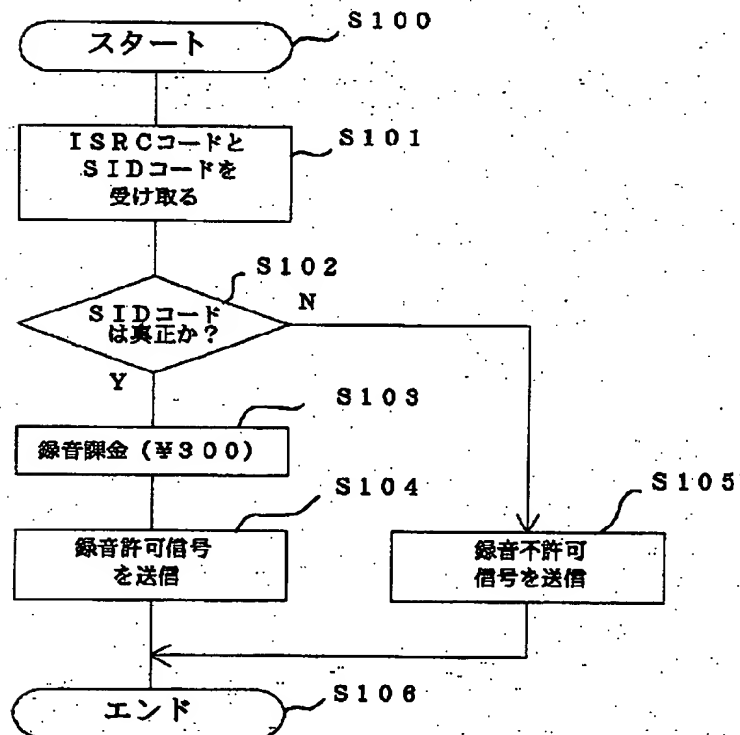 スタート
S100
ISRCコードと
SIDコードを
受け取る
S101
S102
SIDコード
は真正か？
N
Y
S103
録音課金（￥300）
S104
録音許可信号
を送信
S105
録音不許可
信号を送信
エンド
S106